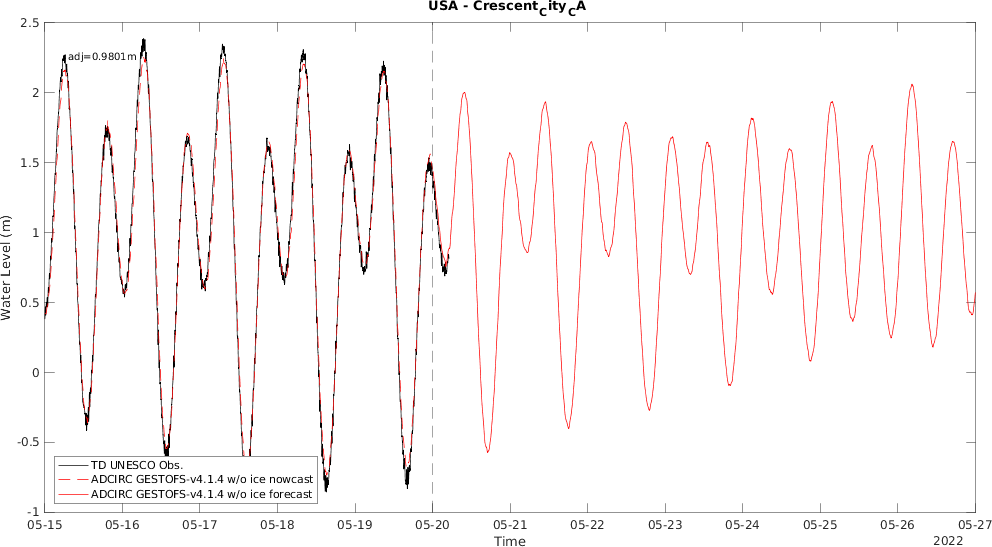 USA - Crescent_City_CA
adj=0.9801m
2.5
2
1.5
1
0.5
0
-0.5
-1
Water Level (m)
TD UNESCO Obs.
ADCIRC GESTOFS-v4.1.4 w/o ice nowcast
ADCIRC GESTOFS-v4.1.4 w/o ice forecast
05-15 05-16 05-17 05-18 05-19 05-20 05-21 05-22 05-23 05-24 05-25 05-26 05-27
Time
2022